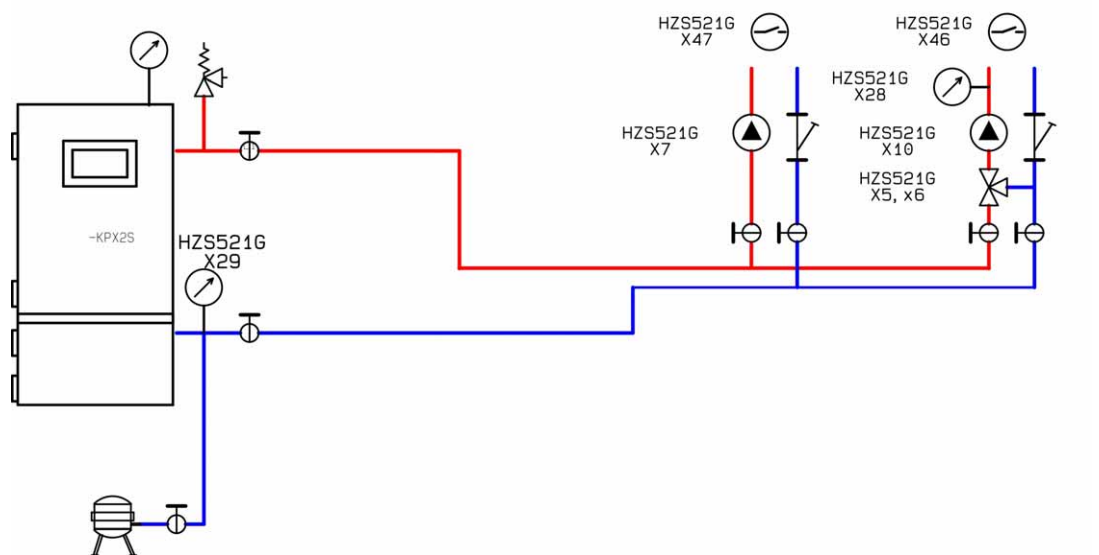 HZS521G
X47
HZS521G
X46
HZS521G
X28
HZS521G
X7
HZS521G
X10
HZS521G
X5, x6
-KPX2S
HZS521G
X29